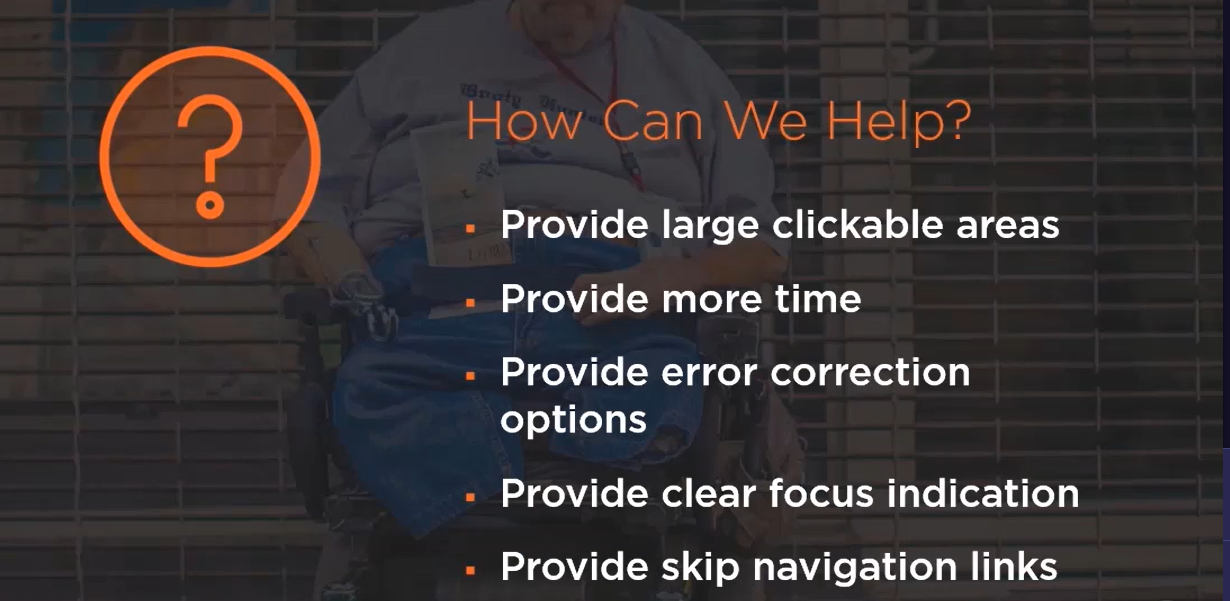 How Can We Help?
Provide large clickable areas
Provide more time
Provide error correction
options
Provide clear focus indication
Provide skip navigation links